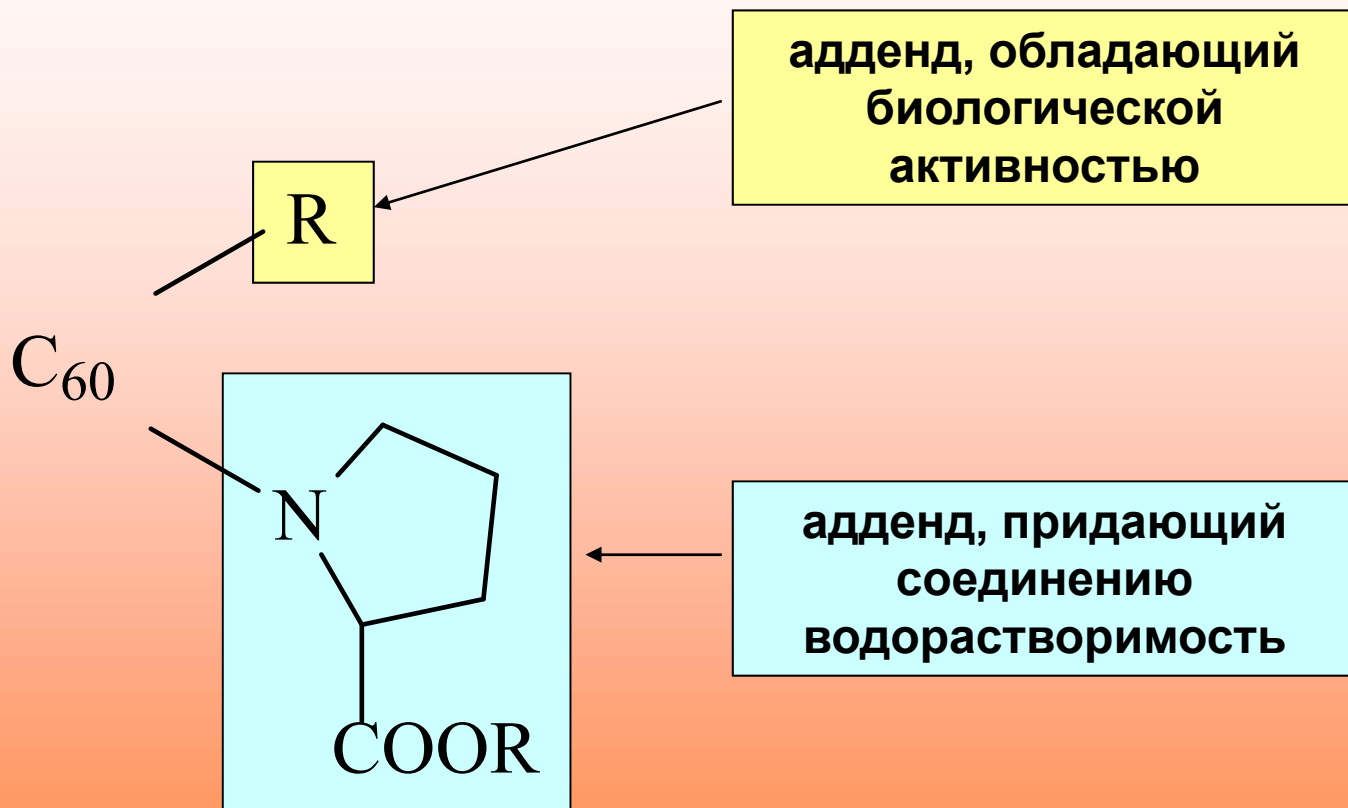 адденд, обладающий
биологической
активностью
R
C60
N
COOR
адденд, придающий
соединению
водорастворимость